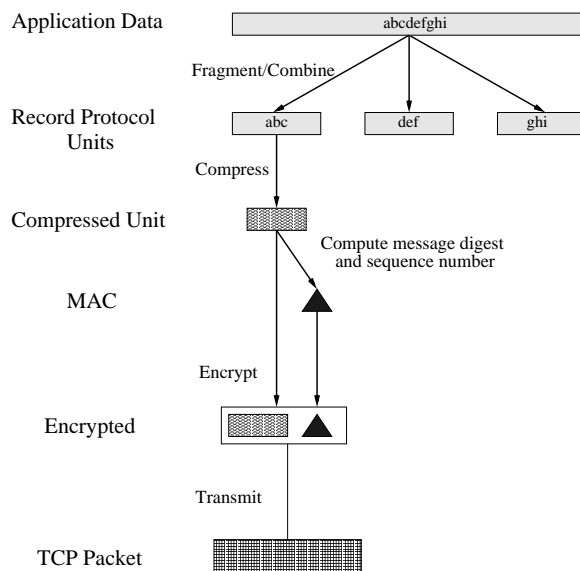 Application Data
abcdefghi
Fragment/Combine
Record Protocol
Units
abc
def
ghi
Compress
Compressed Unit
Compute message digest
and sequence number
MAC
Encrypt
Encrypted
Transmit
TCP Packet